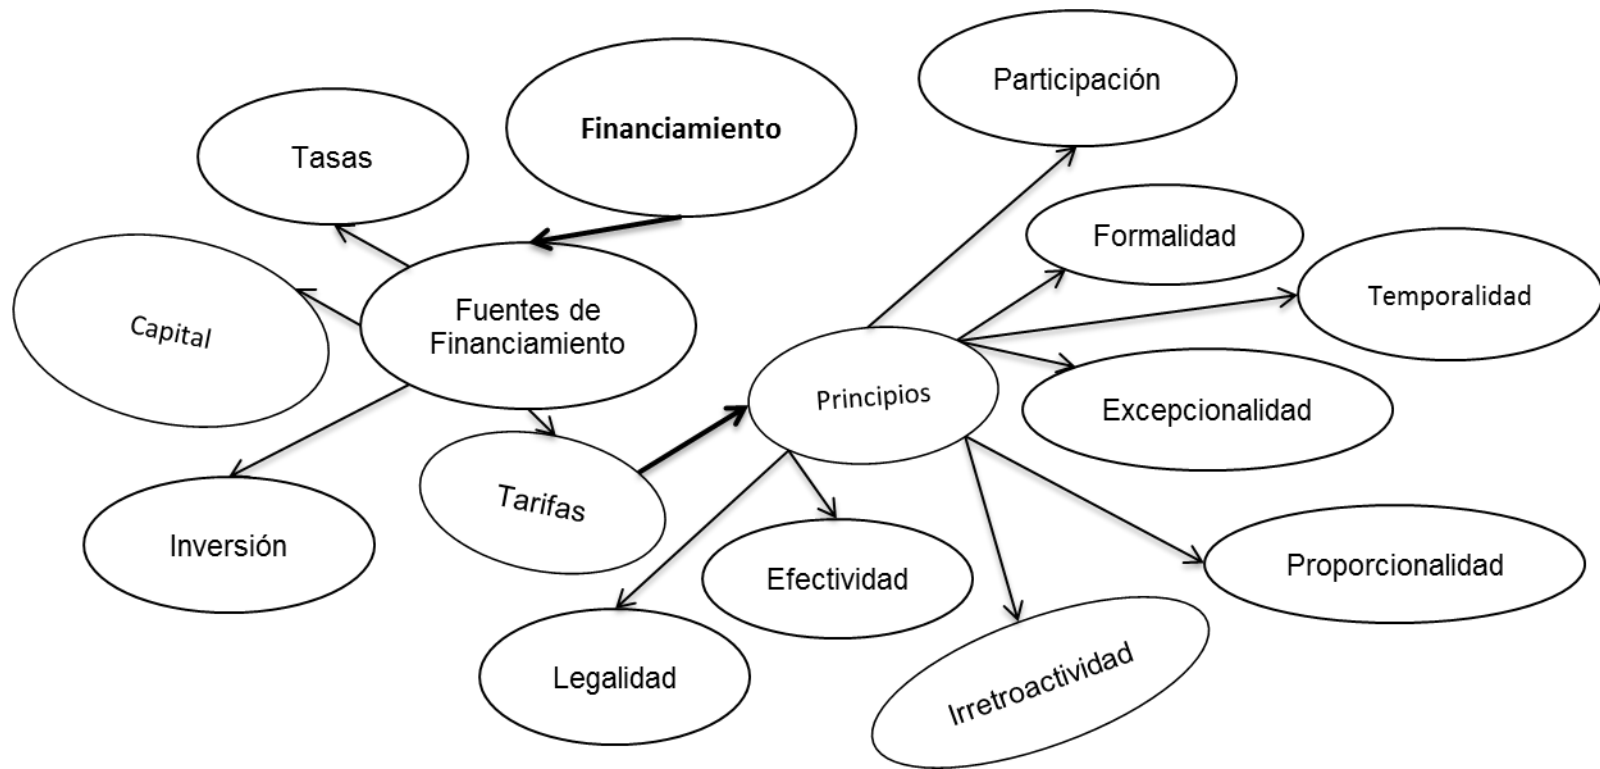 Participación
Financiamiento
Tasas
Formalidad
Temporalidad
Fuentes de
Financiamiento
Capital
Principios
Excepcionalidad
Tarifas
Inversión
Efectividad
Proporcionalidad
Legalidad
Irretroactividad